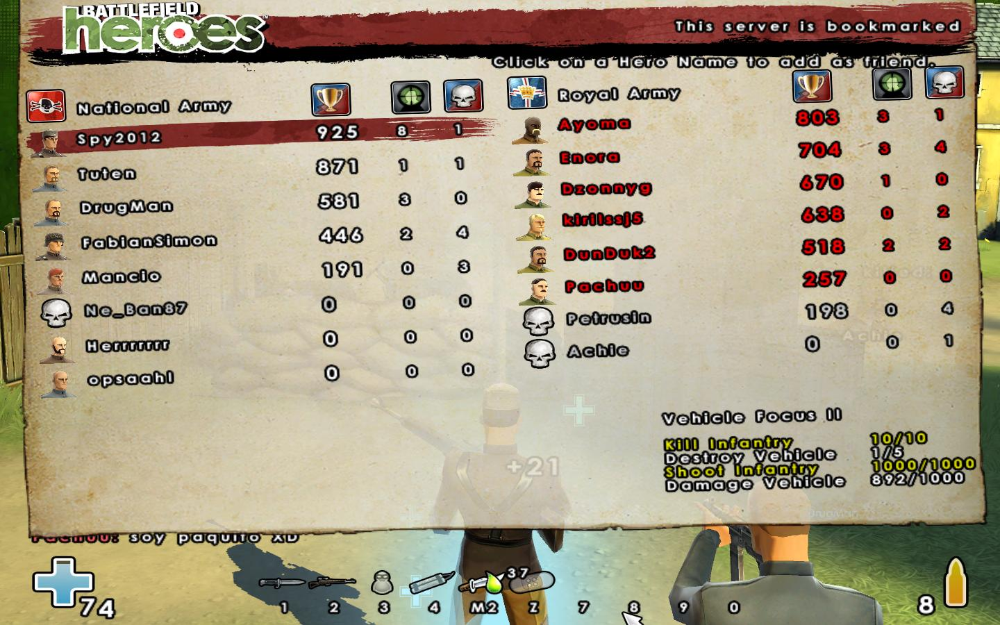 BATTLEFIELD
heroes
This server is bookmarked
Click on a Hero Name to add as friend.
National Army
Spy2012 925 8 1
Tuten 871 1 1
DrugMan 581 3 0
FabianSimon 446 2 4
Mancio 191 0 3
Ne_Ban87 0 0 0
Herrrrrrr 0 0 0
opsaahl 0 0 0
Royal Army
Ayoma 803 3 1
Enora 704 3 4
Dzonnyg 670 1 0
kirilssj5 638 0 2
DunDuk2 518 2 2
Pachuu 257 0 0
Petrusin 198 0 4
Achie 0 0 1
Achie
Vehicle Focus II
Kill Infantry 10/10
Destroy Vehicle 1/5
Shoot Infantry 1000/1000
Damage Vehicle 892/1000
+21
DrugMan
Pachuu: soy paquito XD
74
37
1 2 3 4 M2 Z 7 8 9 0
8